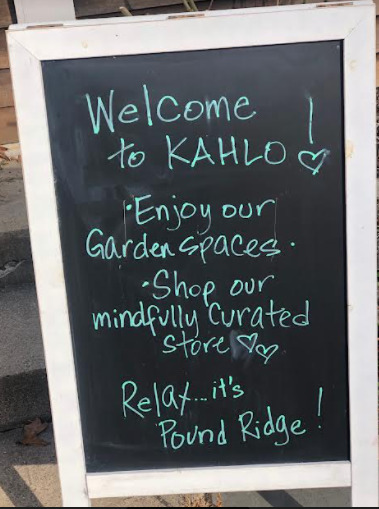 Welcome !
to KAHLO ♡
• Enjoy our
Garden spaces.
• Shop our
mindfully curated
store ♡♡
Relax... it's
Pound Ridge!